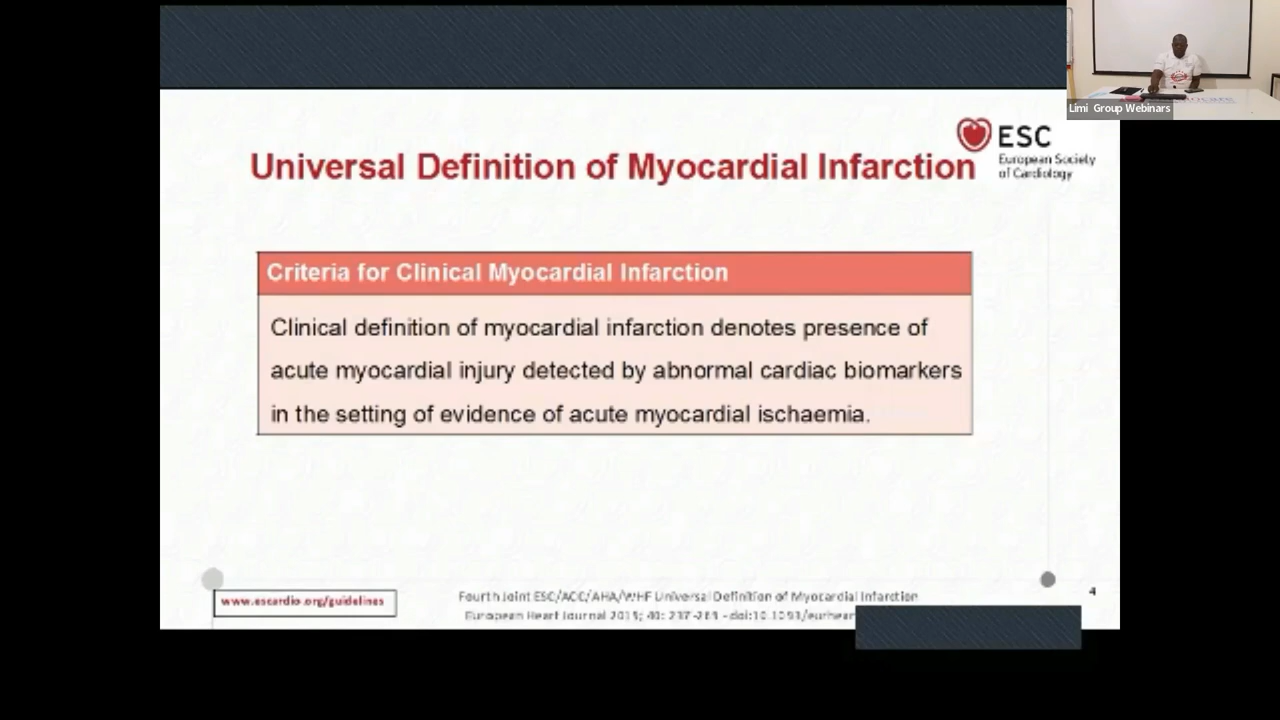 Limi Group Webinars
ESC
European Society
of Cardiology
Universal Definition of Myocardial Infarction
Criteria for Clinical Myocardial Infarction
Clinical definition of myocardial infarction denotes presence of
acute myocardial injury detected by abnormal cardiac biomarkers
in the setting of evidence of acute myocardial ischaemia.
www.escardio.org/guidelines
Fourth Joint ESC/ACC/AHA/WHF Universal Definition of Myocardial Infarction
European Heart Journal
4